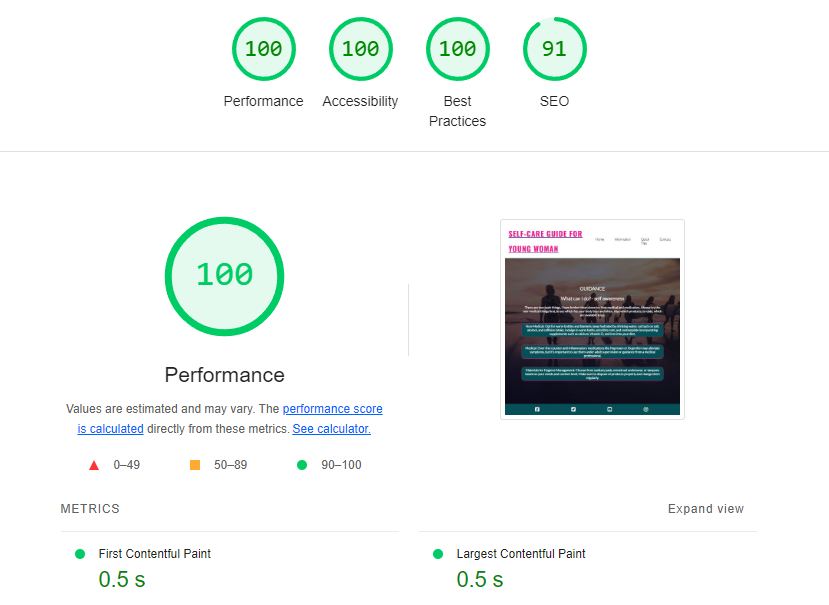 100
100
100
91
Performance
Accessibility
Best
Practices
SEO
100
Performance
Values are estimated and may vary. The performance score
is calculated directly from these metrics. See calculator.
0–49
50–89
90–100
SELF-CARE GUIDE FOR
YOUNG WOMAN
Home
Information
Quick
Tips
Contact
GUIDANCE
What can I do? - self awareness
METRICS
Expand view
First Contentful Paint
0.5 s
Largest Contentful Paint
0.5 s